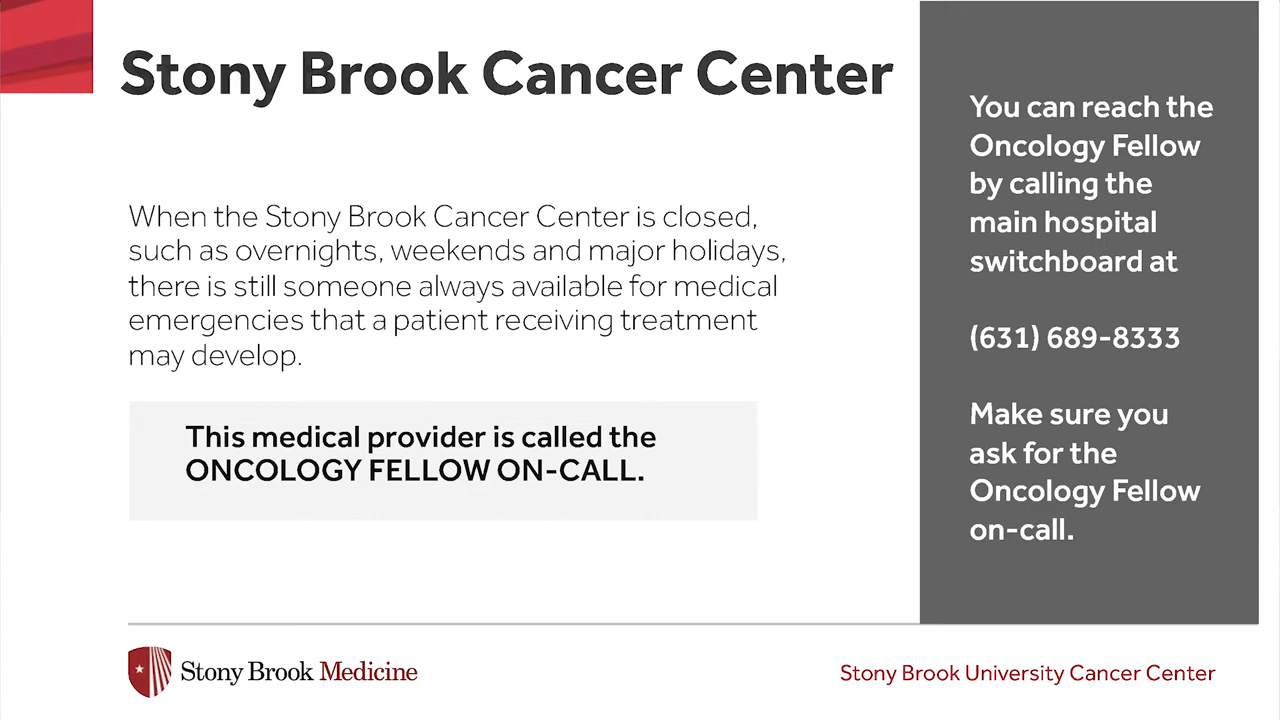 Stony Brook Cancer Center
When the Stony Brook Cancer Center is closed,
such as overnights, weekends and major holidays,
there is still someone always available for medical
emergencies that a patient receiving treatment
may develop.
This medical provider is called the
ONCOLOGY FELLOW ON-CALL.
You can reach the
Oncology Fellow
by calling the
main hospital
switchboard at
(631) 689-8333
Make sure you
ask for the
Oncology Fellow
on-call.
Stony Brook Medicine
Stony Brook University Cancer Center